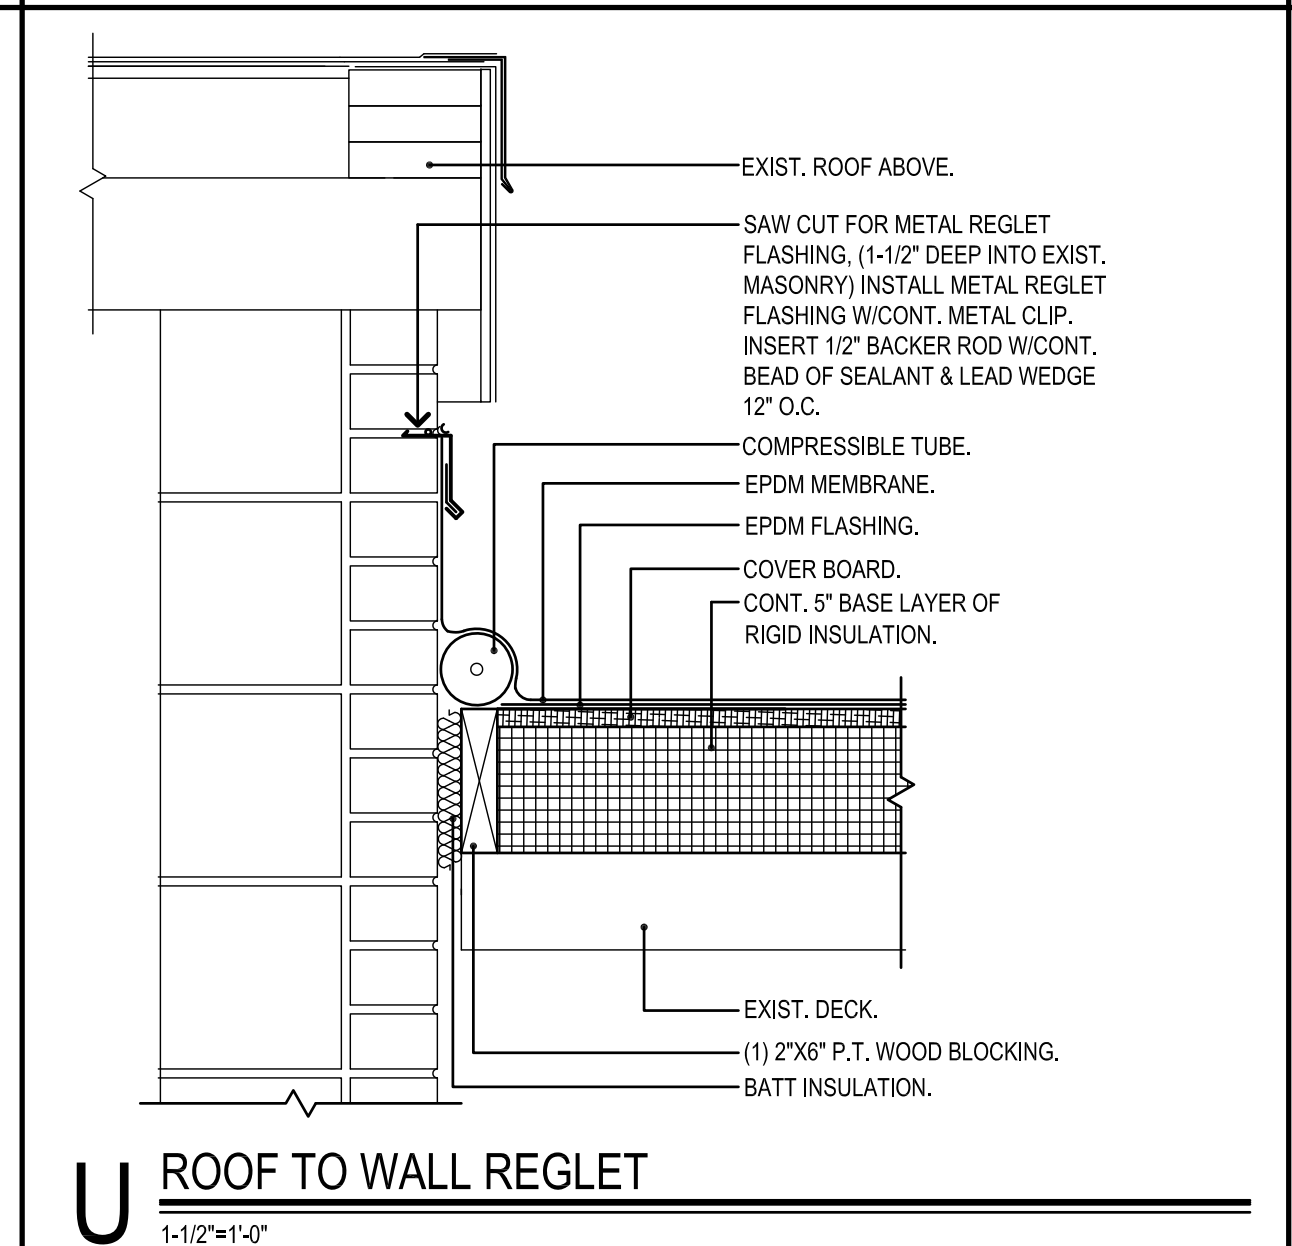 EXIST. ROOF ABOVE.
SAW CUT FOR METAL REGLET
FLASHING, (1-1/2" DEEP INTO EXIST.
MASONRY) INSTALL METAL REGLET
FLASHING W/CONT. METAL CLIP.
INSERT 1/2" BACKER ROD W/CONT.
BEAD OF SEALANT & LEAD WEDGE
12" O.C.
COMPRESSIBLE TUBE.
EPDM MEMBRANE.
EPDM FLASHING.
COVER BOARD.
CONT. 5" BASE LAYER OF
RIGID INSULATION.
EXIST. DECK.
(1) 2"X6" P.T. WOOD BLOCKING.
BATT INSULATION.
U ROOF TO WALL REGLET
1-1/2"=1'-0"